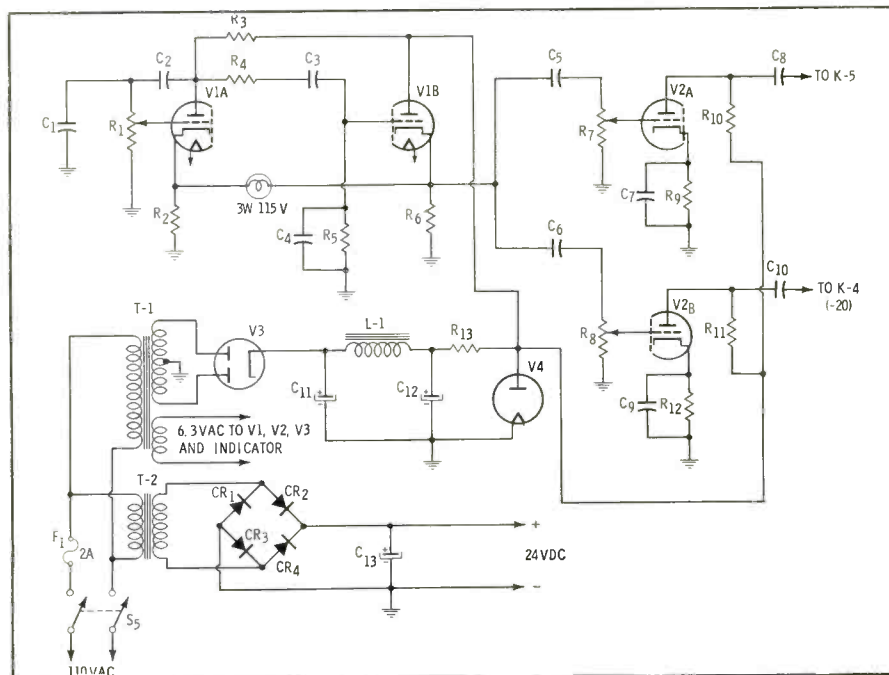 R3
C2
R4
C3
C5
C8
TO K-5
V1A
V1B
V2A
C1
R1
R7
R10
3W 115V
R2
C4
R5
R6
C7
R9
C6
C10
TO K-4
(-20)
T-1
V3
L-1
R13
V4
R8
V2B
R11
C11
C12
C9
R12
6.3VAC TO V1, V2, V3
AND INDICATOR
T-2
CR1
CR2
CR3
CR4
F1
2A
C13
+
24VDC
-
S5
110VAC